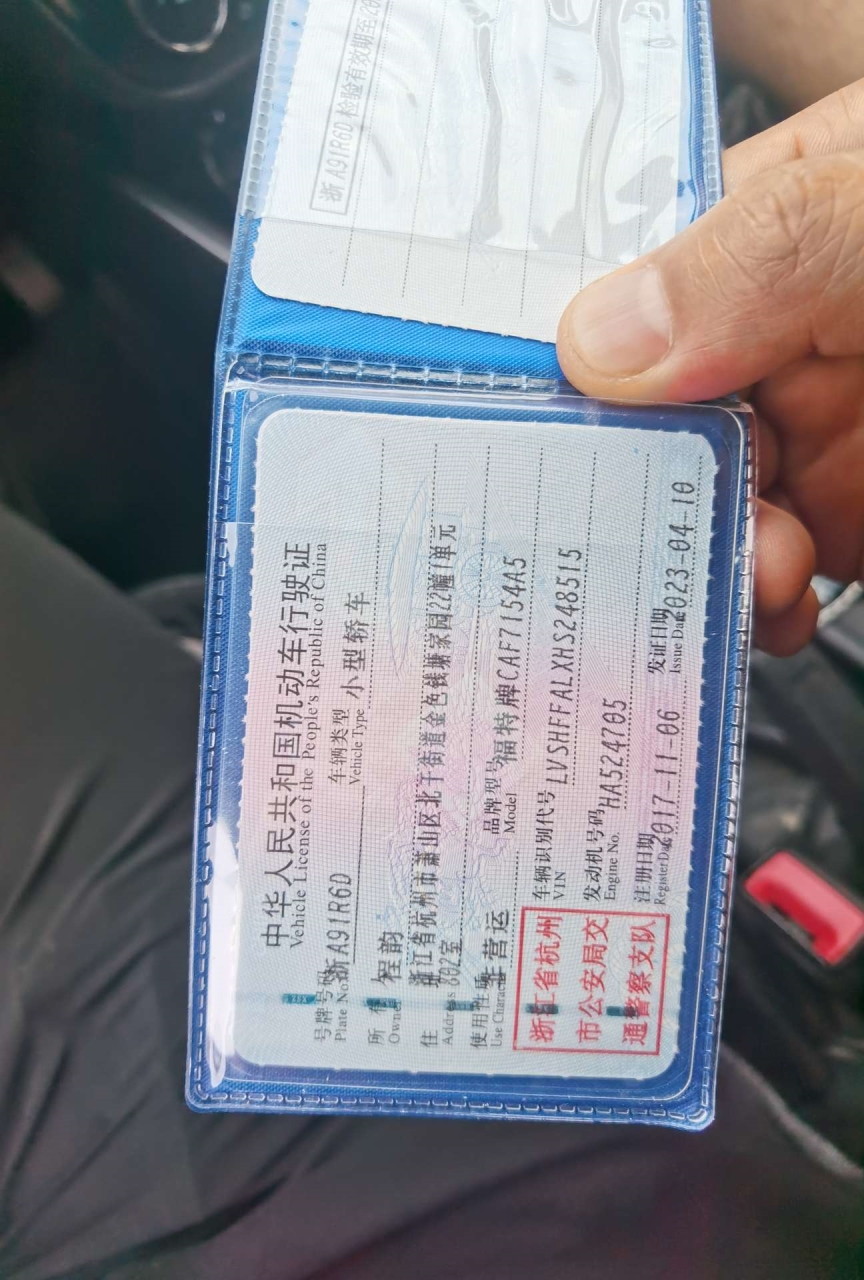 浙A91R6D 检验有效期至20
中华人民共和国机动车行驶证
Vehicle License of the People's Republic of China
号牌号码 Plate No. 浙A91R6D 车辆类型 Vehicle Type 小型轿车
所有 Owner 程韵
住 Address 浙江省杭州市萧山区北干街道金色钱塘家园22幢1单元
602室
使用性质 Use Character 营运 品牌型号 Model 福特牌CAF7154A5
车辆识别代号 VIN LVSHFFALXHS248515
发动机号码 Engine No. HA524705
注册日期 Register Date 2017-11-06 发证日期 Issue Date 2023-04-10
浙江省杭州
市公安局交
通警察支队